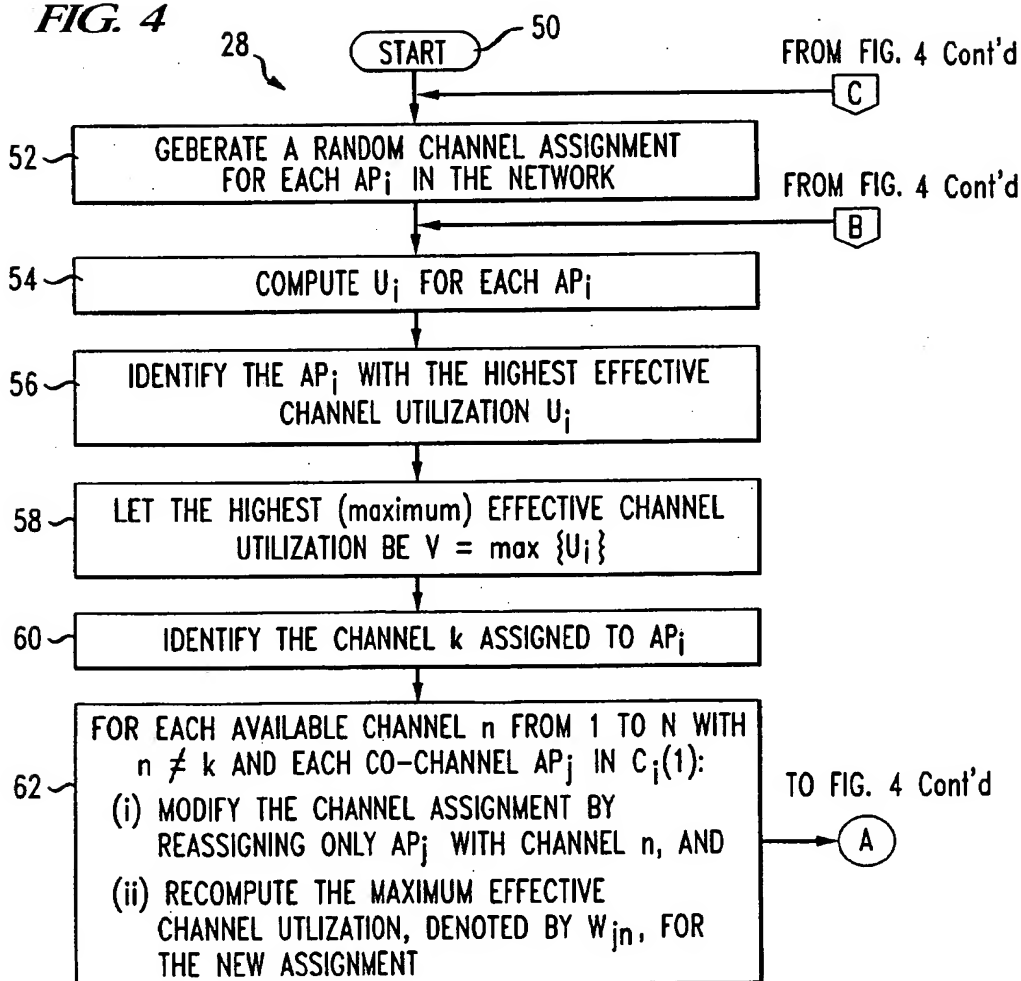 FIG. 4
28
START
50
FROM FIG. 4 Cont'd
C
52
GEBERATE A RANDOM CHANNEL ASSIGNMENT
FOR EACH APi IN THE NETWORK
FROM FIG. 4 Cont'd
B
54
COMPUTE Ui FOR EACH APi
56
IDENTIFY THE APi WITH THE HIGHEST EFFECTIVE
CHANNEL UTILIZATION Ui
58
LET THE HIGHEST (maximum) EFFECTIVE CHANNEL
UTILIZATION BE V = max {Ui}
60
IDENTIFY THE CHANNEL k ASSIGNED TO APi
62
FOR EACH AVAILABLE CHANNEL n FROM 1 TO N WITH
n ≠ k AND EACH CO-CHANNEL APj IN Ci(1):
(i) MODIFY THE CHANNEL ASSIGNMENT BY
REASSIGNING ONLY APj WITH CHANNEL n, AND
(ii) RECOMPUTE THE MAXIMUM EFFECTIVE
CHANNEL UTLIZATION, DENOTED BY Wjn, FOR
THE NEW ASSIGNMENT
TO FIG. 4 Cont'd
A